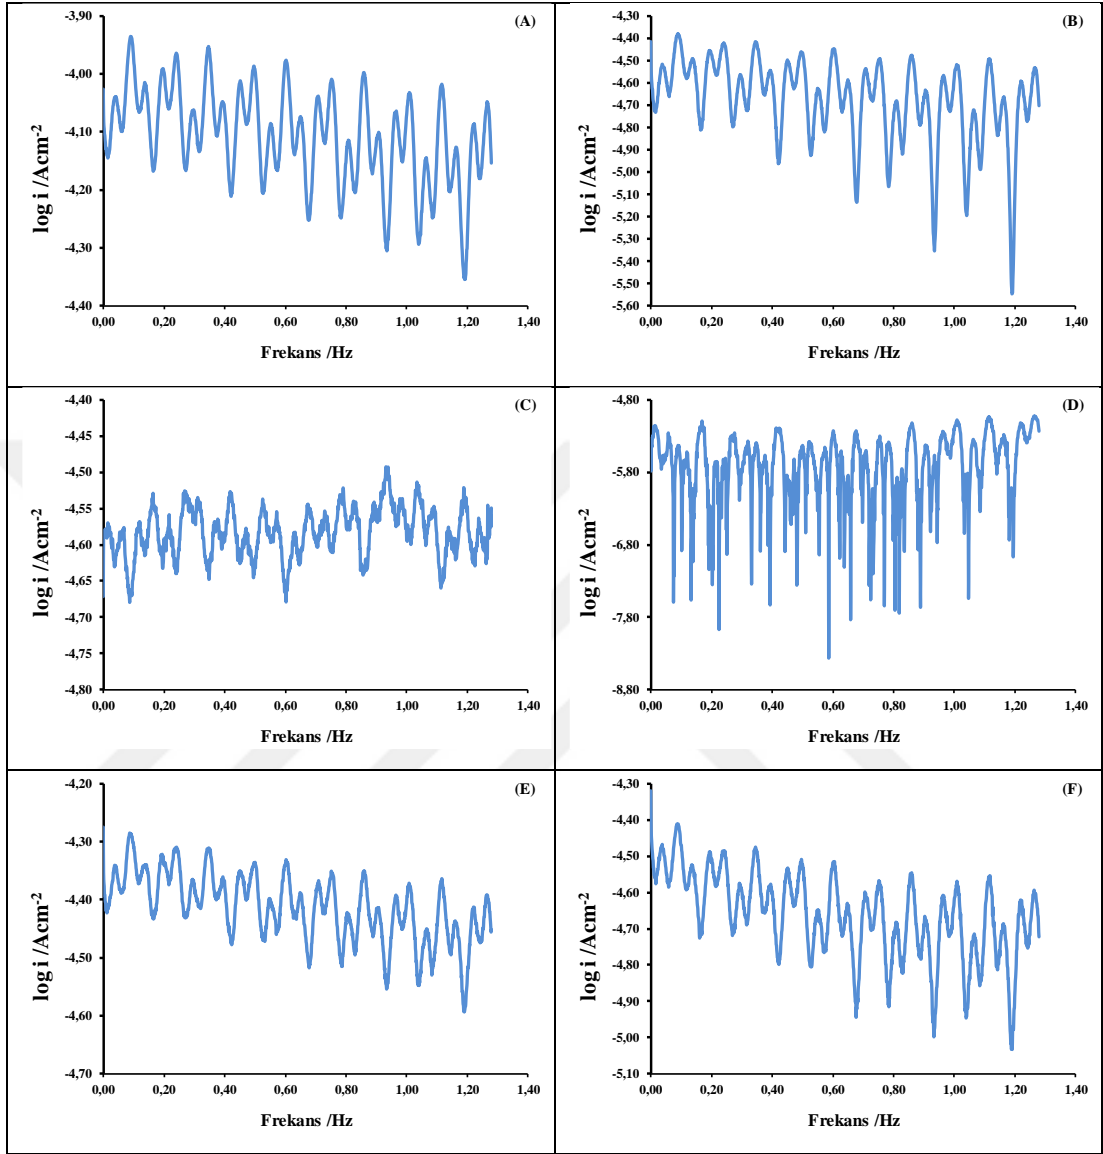 (A)
-3,90
-4,00
-4,10
-4,20
-4,30
-4,40
log i /Acm-2
0,00 0,20 0,40 0,60 0,80 1,00 1,20 1,40
Frekans /Hz
(B)
-4,30
-4,40
-4,50
-4,60
-4,70
-4,80
-4,90
-5,00
-5,10
-5,20
-5,30
-5,40
-5,50
-5,60
log i /Acm-2
0,00 0,20 0,40 0,60 0,80 1,00 1,20 1,40
Frekans /Hz
(C)
-4,40
-4,45
-4,50
-4,55
-4,60
-4,65
-4,70
-4,75
-4,80
log i /Acm-2
0,00 0,20 0,40 0,60 0,80 1,00 1,20 1,40
Frekans /Hz
(D)
-4,80
-5,80
-6,80
-7,80
-8,80
log i /Acm-2
0,00 0,20 0,40 0,60 0,80 1,00 1,20 1,40
Frekans /Hz
(E)
-4,20
-4,30
-4,40
-4,50
-4,60
-4,70
log i /Acm-2
0,00 0,20 0,40 0,60 0,80 1,00 1,20 1,40
Frekans /Hz
(F)
-4,30
-4,40
-4,50
-4,60
-4,70
-4,80
-4,90
-5,00
-5,10
log i /Acm-2
0,00 0,20 0,40 0,60 0,80 1,00 1,20 1,40
Frekans /Hz